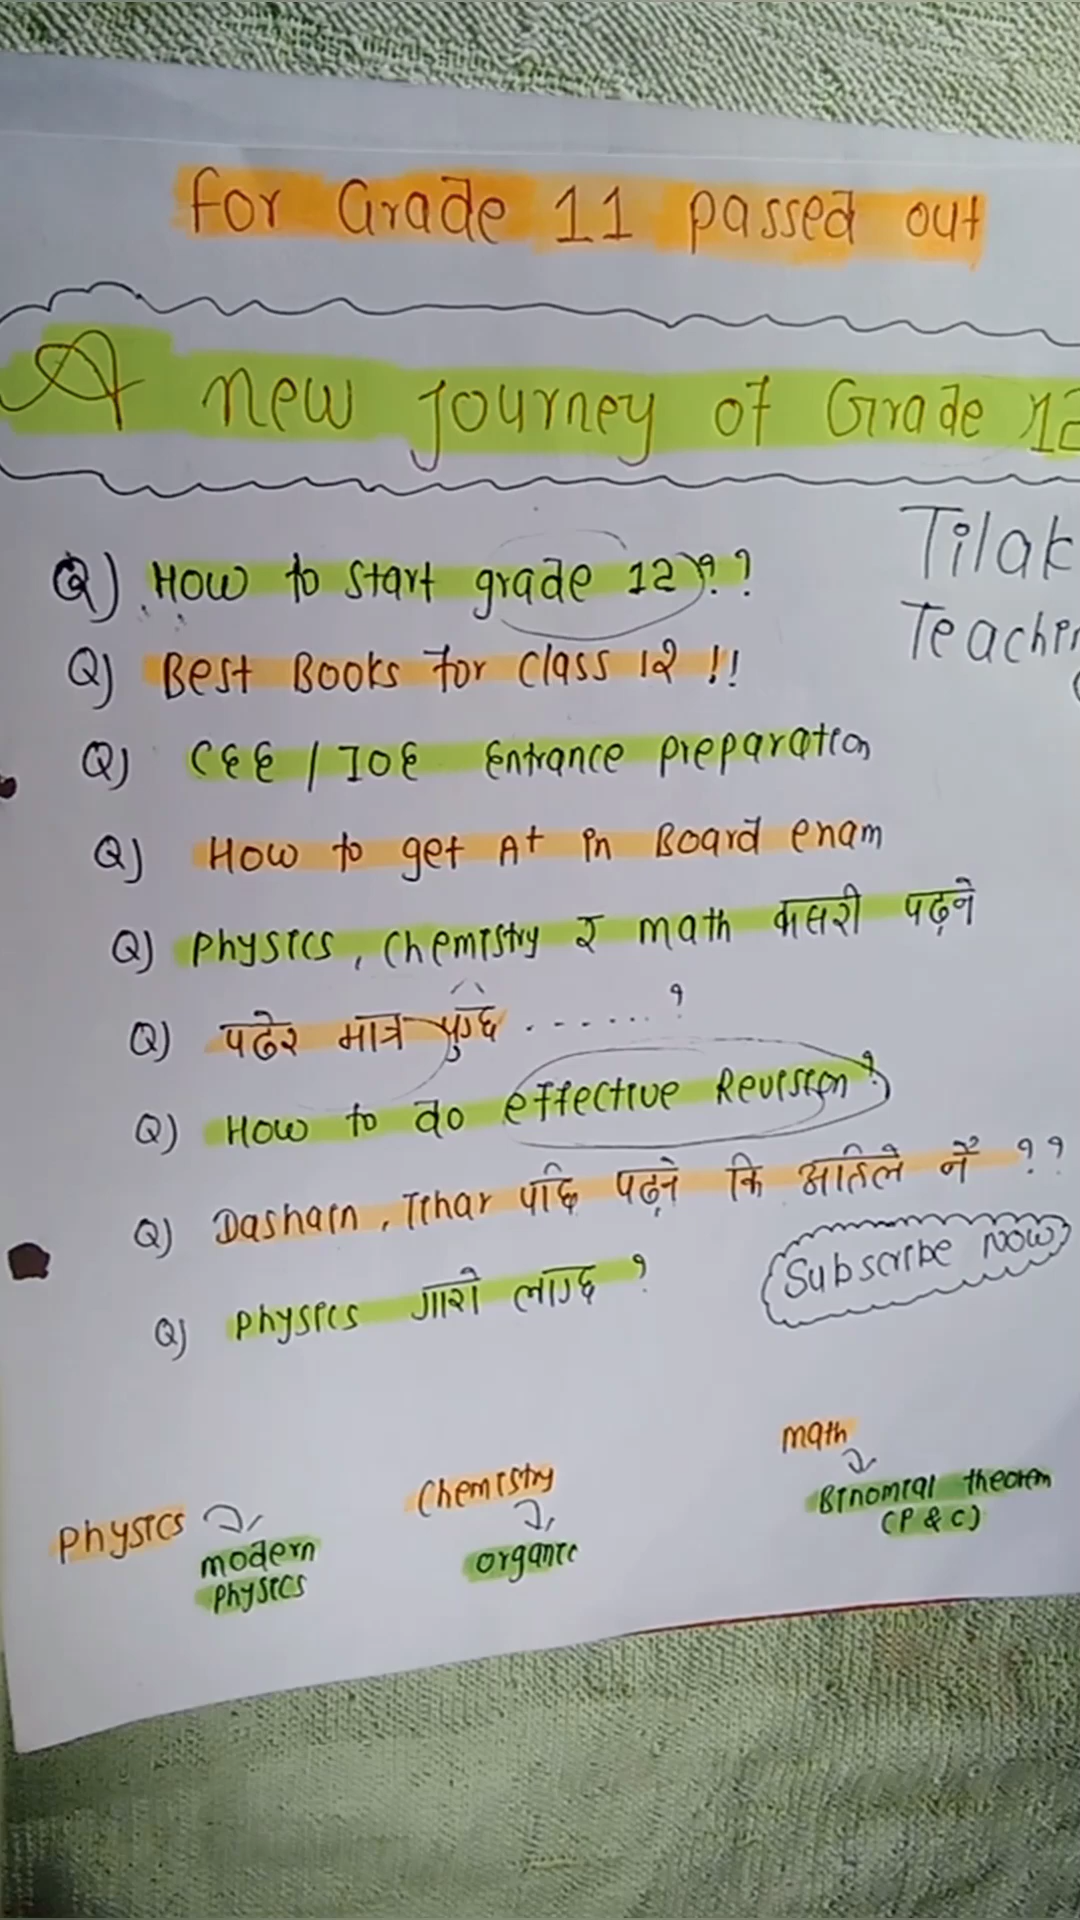 for Grade 11 passed out
A new journey of Grade 12
Tilak
Q) How to start grade 12 ??
Teachin
Q) Best Books for class 12 !!
Q) CEE / IOE Entrance preparation
Q) How to get A+ in Board enam
Q) Physics, Chemistry र math कसरी पढ्ने
Q) पढेर मात्र पुग्छ .......?
Q) How to do effective Revision?
Q) Dashain, Tihar पछि पढ्ने कि अहिले नै ??
Subscribe Now
Q) Physics गारो लाग्छ ?
Physics
modern
Physics
Chemistry
organic
math
Binomial theorem
(P & C)